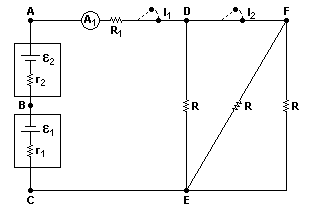 A A₁ R₁ I₁ D I₂ F
ε₂
r₂
B R R R
ε₁
r₁
C E